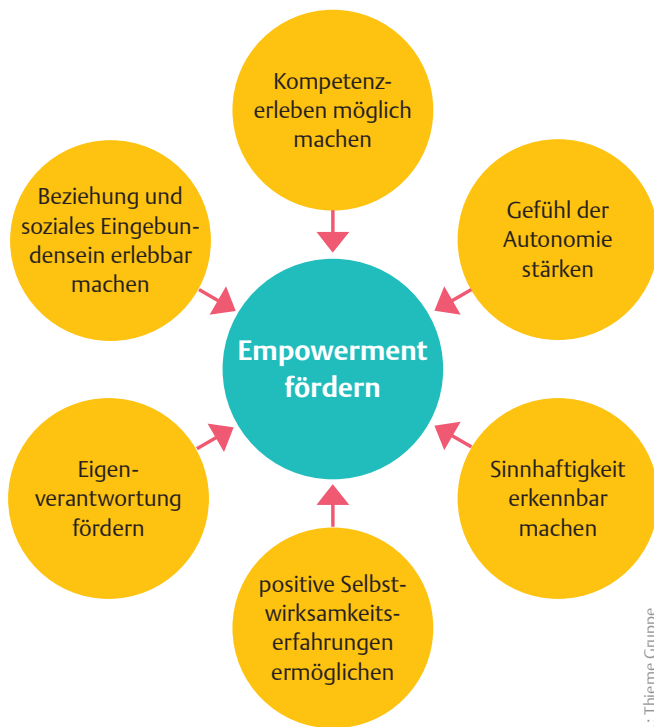 Kompetenz-
erleben möglich
machen
Beziehung und
soziales Eingebun-
densein erlebbar
machen
Gefühl der
Autonomie
stärken
Empowerment
fördern
Eigen-
verantwortung
fördern
Sinnhaftigkeit
erkennbar
machen
positive Selbst-
wirksamkeits-
erfahrungen
ermöglichen
: Thieme Gruppe